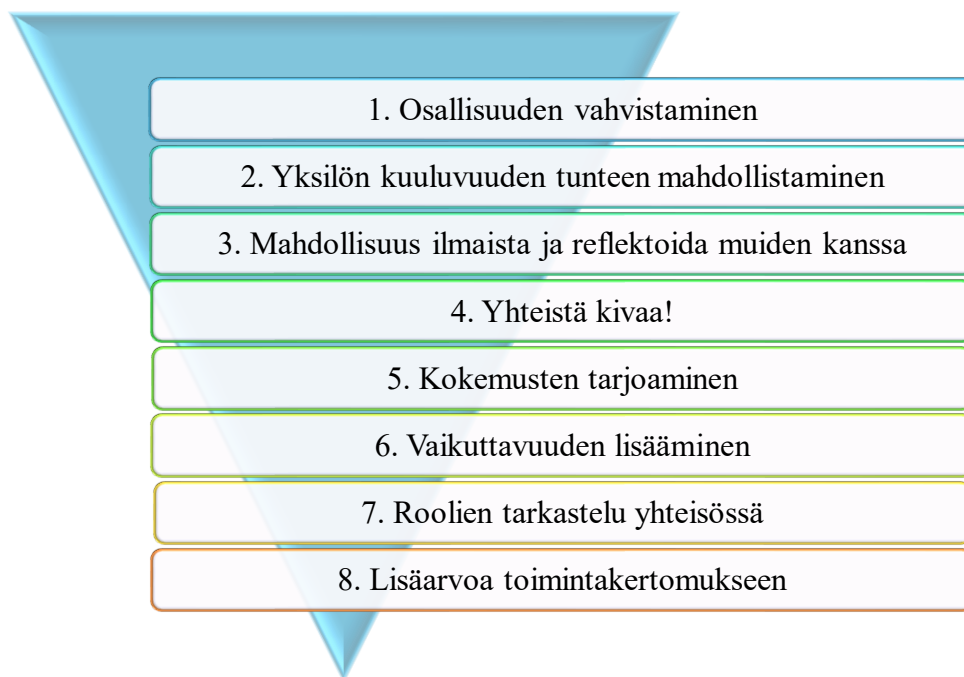 1. Osallisuuden vahvistaminen
2. Yksilön kuuluvuuden tunteen mahdollistaminen
3. Mahdollisuus ilmaista ja reflektoida muiden kanssa
4. Yhteistä kivaa!
5. Kokemusten tarjoaminen
6. Vaikuttavuuden lisääminen
7. Roolien tarkastelu yhteisössä
8. Lisäarvoa toimintakertomukseen